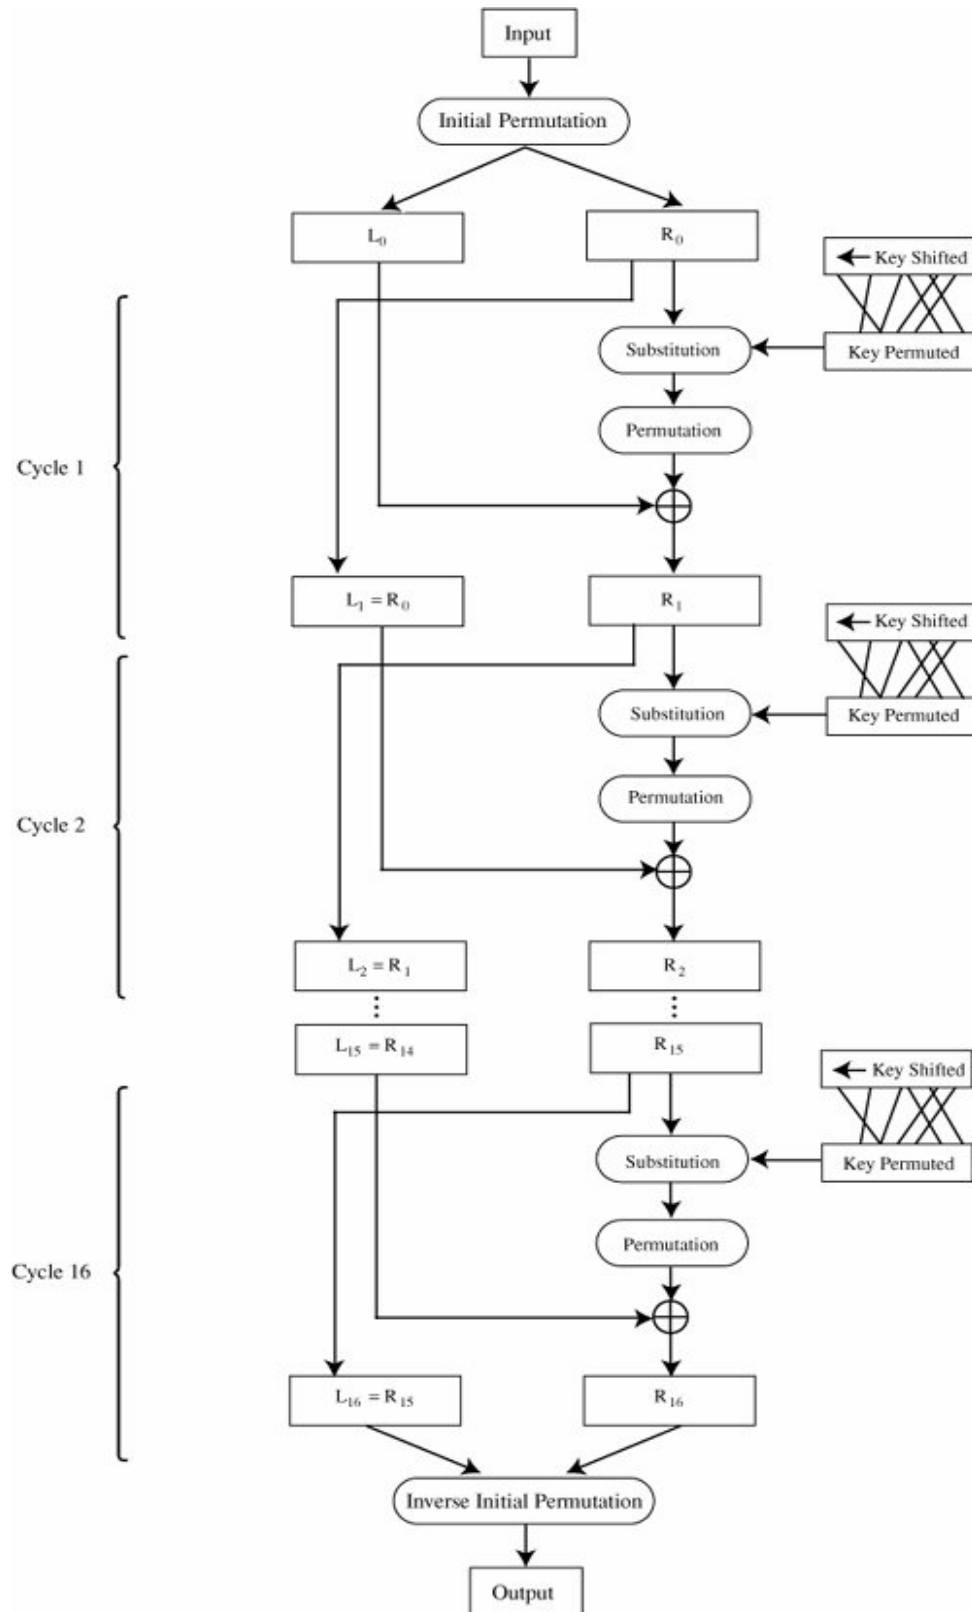 Input
Initial Permutation
L₀
R₀
← Key Shifted
Substitution
Key Permuted
Permutation
Cycle 1
L₁ = R₀
R₁
← Key Shifted
Substitution
Key Permuted
Permutation
Cycle 2
L₂ = R₁
R₂
L₁₅ = R₁₄
R₁₅
← Key Shifted
Substitution
Key Permuted
Permutation
Cycle 16
L₁₆ = R₁₅
R₁₆
Inverse Initial Permutation
Output